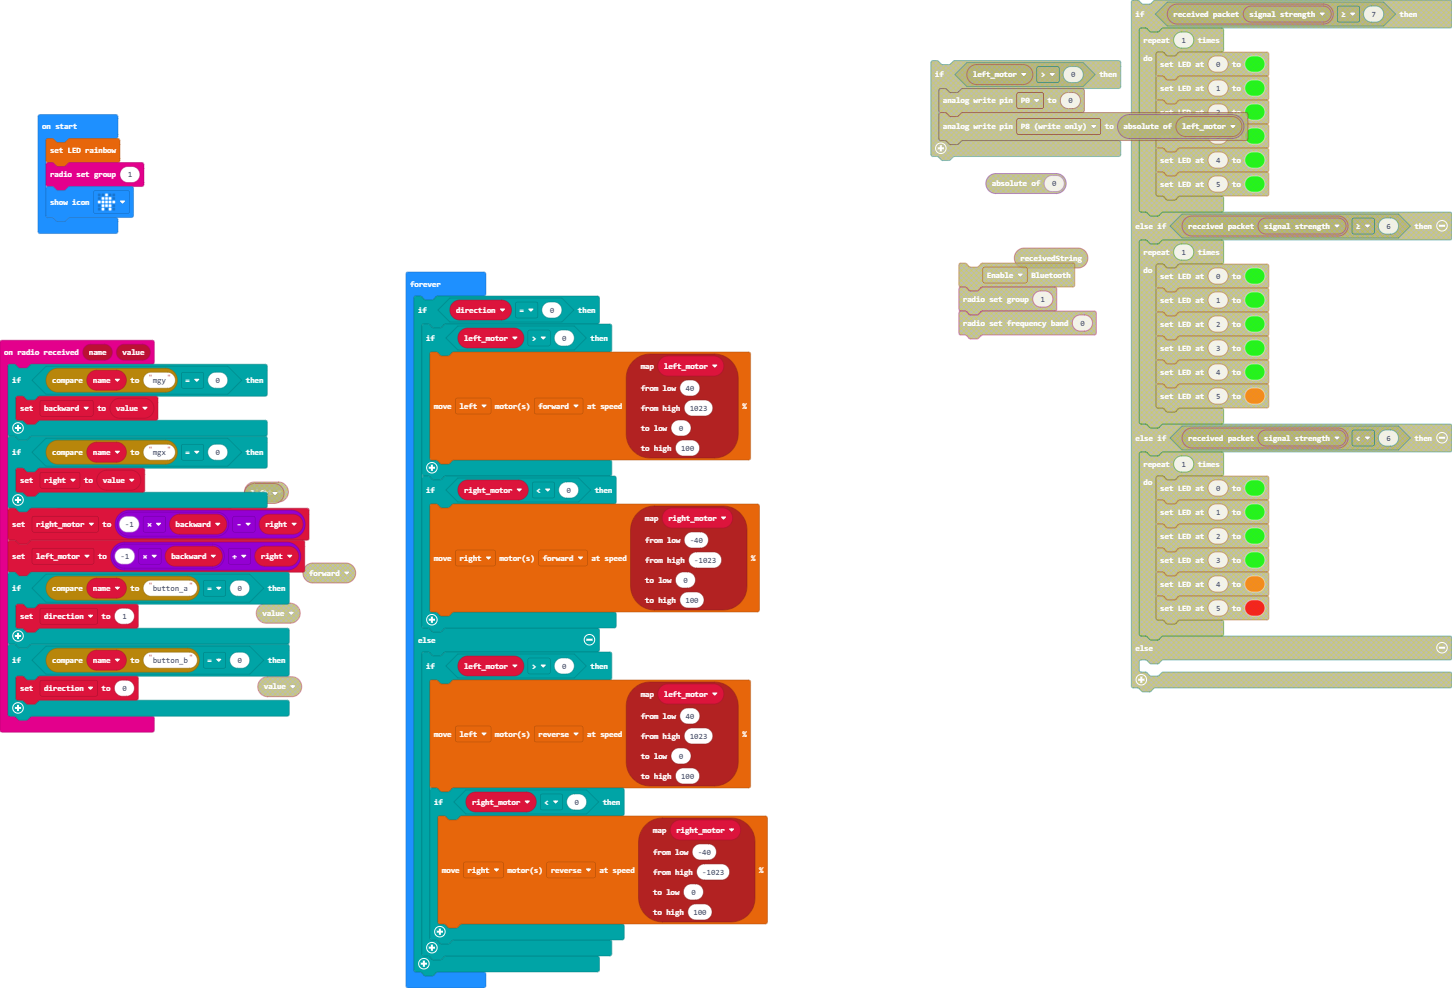 on start
set LED rainbow
radio set group 1
show icon
on radio received name value
if compare name to "mgy" = 0 then
set backward to value
if compare name to "mgx" = 0 then
set right to value
set right_motor to -1 × backward - right
set left_motor to -1 × backward + right
if compare name to "button_a" = 0 then
set direction to 1
if compare name to "button_b" = 0 then
set direction to 0
forward
value
value
forever
if direction = 0 then
if left_motor > 0 then
move left motor(s) forward at speed map left_motor
from low 40
from high 1023
to low 0
to high 100
%
if right_motor < 0 then
move right motor(s) forward at speed map right_motor
from low -40
from high -1023
to low 0
to high 100
%
else
if left_motor > 0 then
move left motor(s) reverse at speed map left_motor
from low 40
from high 1023
to low 0
to high 100
%
if right_motor < 0 then
move right motor(s) reverse at speed map right_motor
from low -40
from high -1023
to low 0
to high 100
%
if left_motor > 0 then
analog write pin P0 to 0
analog write pin P8 (write only) to absolute of left_motor
absolute of 0
receivedString
Enable Bluetooth
radio set group 1
radio set frequency band 0
if received packet signal strength ≥ 7 then
repeat 1 times
do set LED at 0 to
set LED at 1 to
set LED at 4 to
set LED at 5 to
else if received packet signal strength ≥ 6 then
repeat 1 times
do set LED at 0 to
set LED at 1 to
set LED at 2 to
set LED at 3 to
set LED at 4 to
set LED at 5 to
else if received packet signal strength < 6 then
repeat 1 times
do set LED at 0 to
set LED at 1 to
set LED at 2 to
set LED at 3 to
set LED at 4 to
set LED at 5 to
else